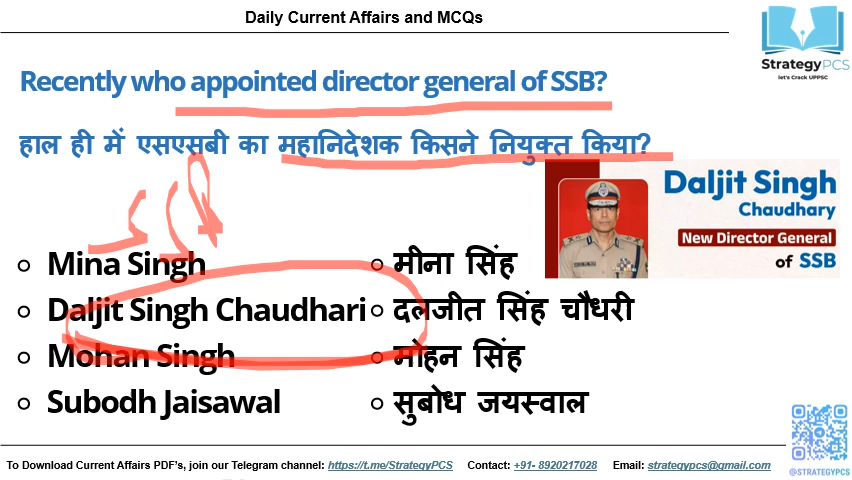 Daily Current Affairs and MCQs
StrategyPCS
let's Crack UPPSC
Recently who appointed director general of SSB?
हाल ही में एसएसबी का महानिदेशक किसने नियुक्त किया?
Daljit Singh
Chaudhary
New Director General
of SSB
Mina Singh
Daljit Singh Chaudhari
Mohan Singh
Subodh Jaisawal
मीना सिंह
दलजीत सिंह चौधरी
मोहन सिंह
सुबोध जयस्वाल
To Download Current Affairs PDF's, join our Telegram channel: https://t.me/StrategyPCS Contact: +91- 8920217028 Email: strategypcs@gmail.com
@STRATEGYPCS